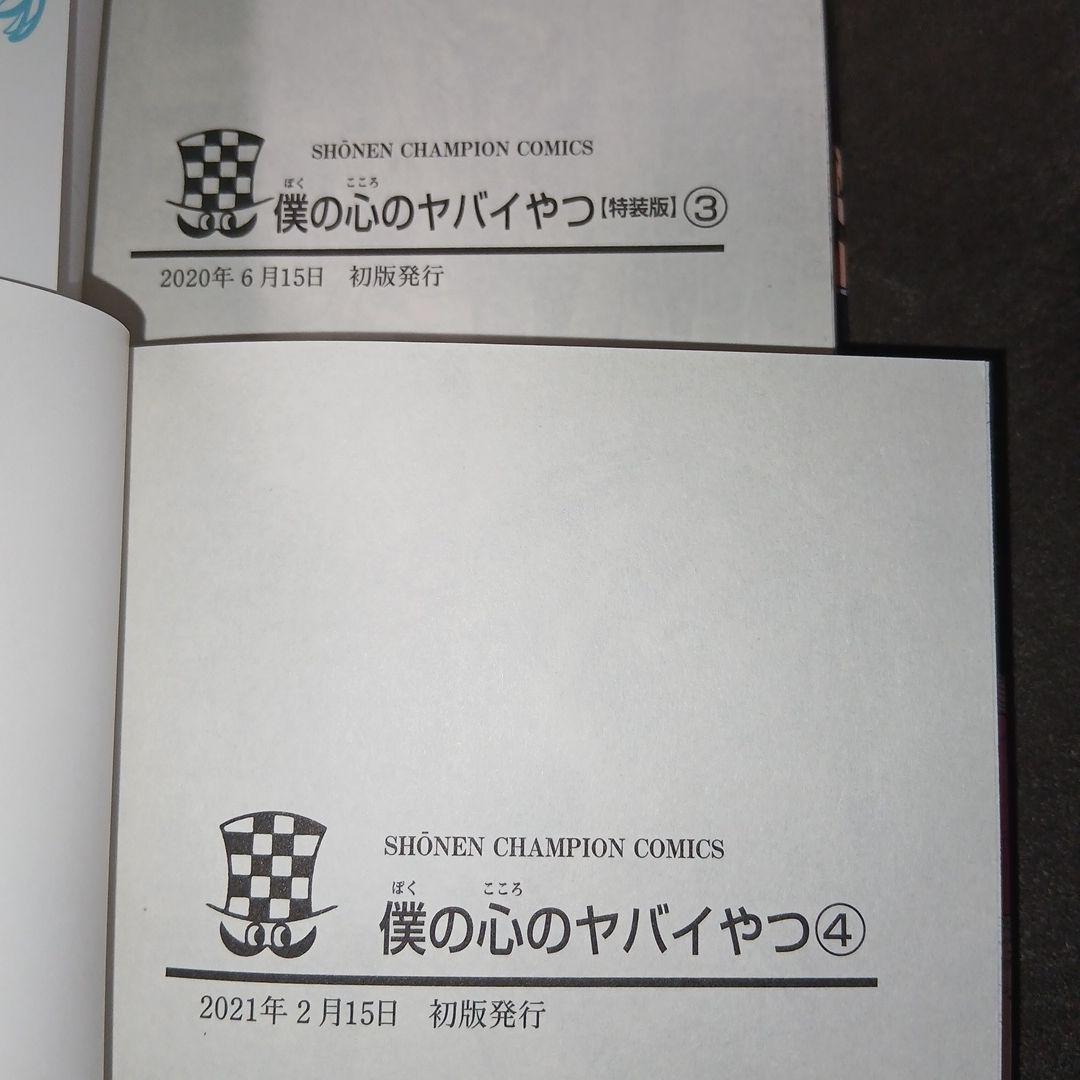 SHŌNEN CHAMPION COMICS
ぼく こころ
僕の心のヤバイやつ【特装版】③
2020年6月15日 初版発行
SHŌNEN CHAMPION COMICS
ぼく こころ
僕の心のヤバイやつ④
2021年2月15日 初版発行